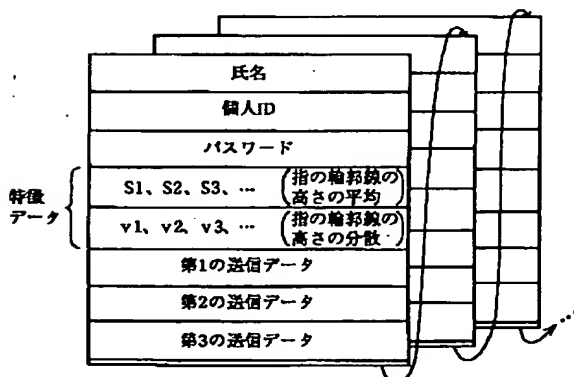 氏名
個人ID
パスワード
特徴
データ
S1、S2、S3、… (指の輪郭線の
高さの平均)
v1、v2、v3、… (指の輪郭線の
高さの分散)
第1の送信データ
第2の送信データ
第3の送信データ
…